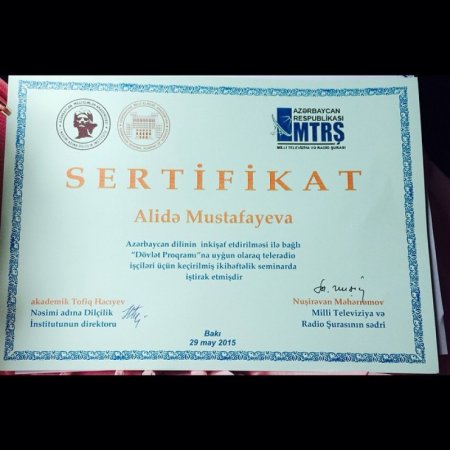 AZƏRBAYCAN
RESPUBLİKASI
MTRŞ
MİLLİ TELEVİZİYA VƏ RADİO ŞURASI
SERTİFİKAT
Alidə Mustafayeva
Azərbaycan dilinin inkişaf etdirilməsi ilə bağlı
“Dövlət Proqramı”na uyğun olaraq teleradio
işçiləri üçün keçirilmiş ikihəftəlik seminarda
iştirak etmişdir
akademik Tofiq Hacıyev
Nəsimi adına Dilçilik
İnstitutunun direktoru
Nuşirəvan Məhərrəmov
Milli Televiziya və
Radio Şurasının sədri
Bakı
29 may 2015